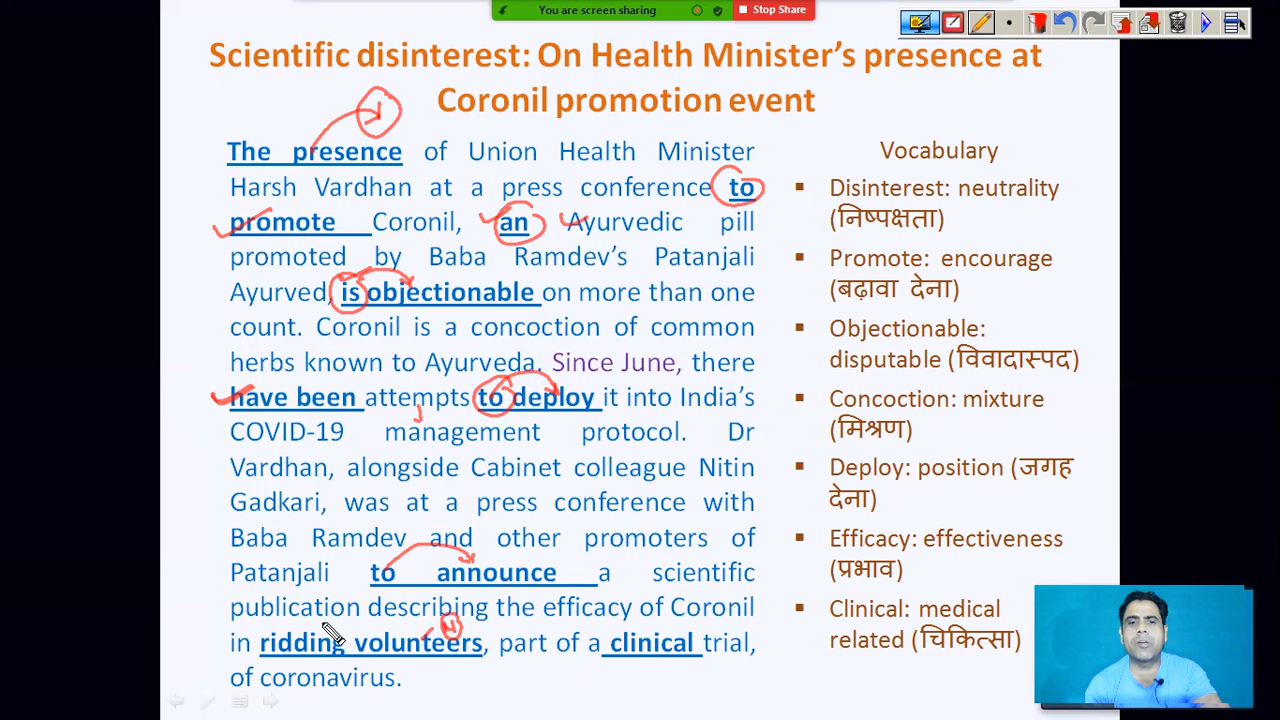 You are screen sharing
Stop Share
Scientific disinterest: On Health Minister's presence at
Coronil promotion event
The presence of Union Health Minister
Harsh Vardhan at a press conference to
promote Coronil, an Ayurvedic pill
promoted by Baba Ramdev's Patanjali
Ayurved, is objectionable on more than one
count. Coronil is a concoction of common
herbs known to Ayurveda. Since June, there
have been attempts to deploy it into India's
COVID-19 management protocol. Dr
Vardhan, alongside Cabinet colleague Nitin
Gadkari, was at a press conference with
Baba Ramdev and other promoters of
Patanjali to announce a scientific
publication describing the efficacy of Coronil
in ridding volunteers, part of a clinical trial,
of coronavirus.
Vocabulary
▪ Disinterest: neutrality
(निष्पक्षता)
▪ Promote: encourage
(बढ़ावा देना)
▪ Objectionable:
disputable (विवादास्पद)
▪ Concoction: mixture
(मिश्रण)
▪ Deploy: position (जगह
देना)
▪ Efficacy: effectiveness
(प्रभाव)
▪ Clinical: medical
related (चिकित्सा)